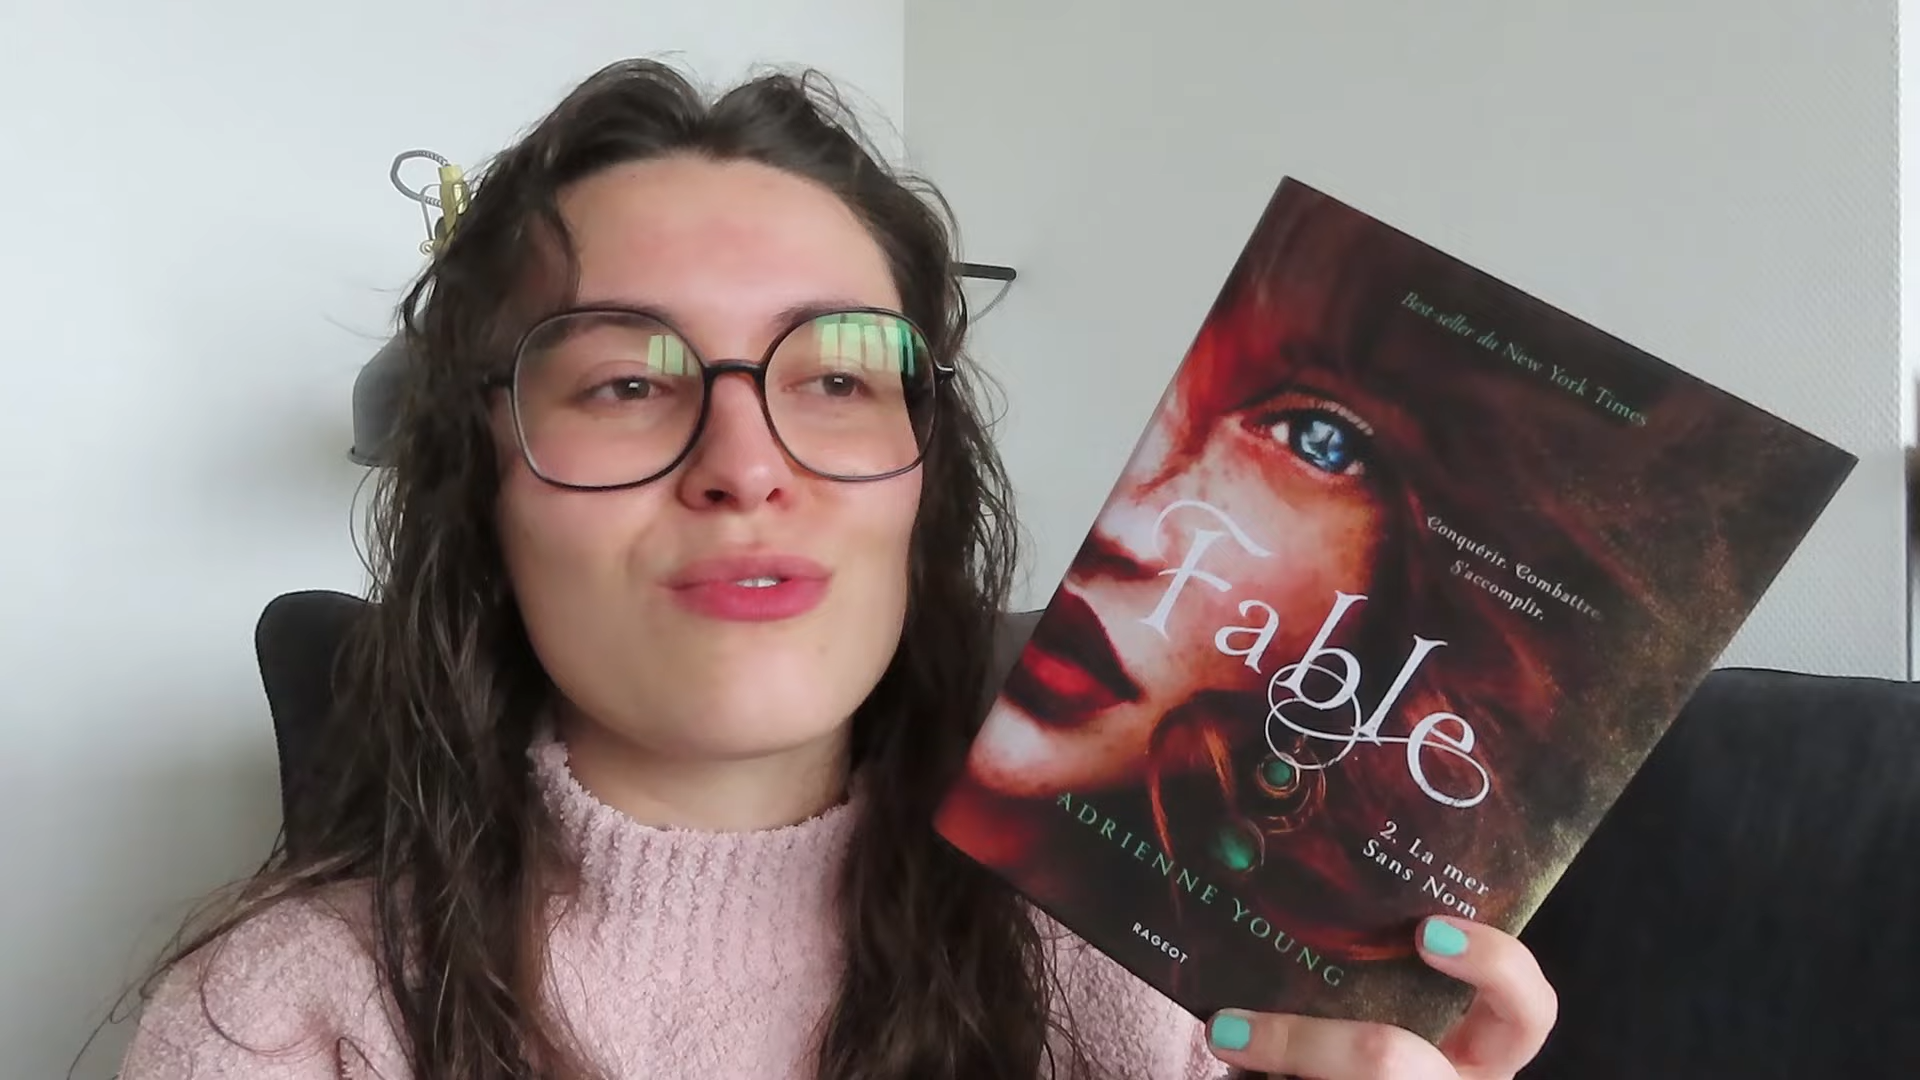 Best-seller du New York Times
Conquérir. Combattre.
S'accomplir.
Fable
2. La mer
Sans Nom
ADRIENNE YOUNG
RAGEOT